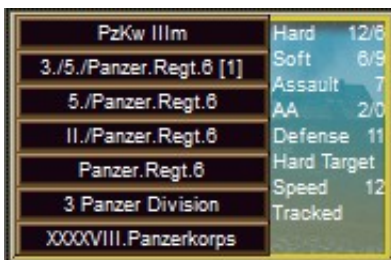 PzKw IIIm
3./5./Panzer.Regt.6 [1]
5./Panzer.Regt.6
II./Panzer.Regt.6
Panzer.Regt.6
3 Panzer Division
XXXXVIII.Panzerkorps
Hard 12/6
Soft 6/9
Assault 7
AA 2/0
Defense 11
Hard Target
Speed 12
Tracked